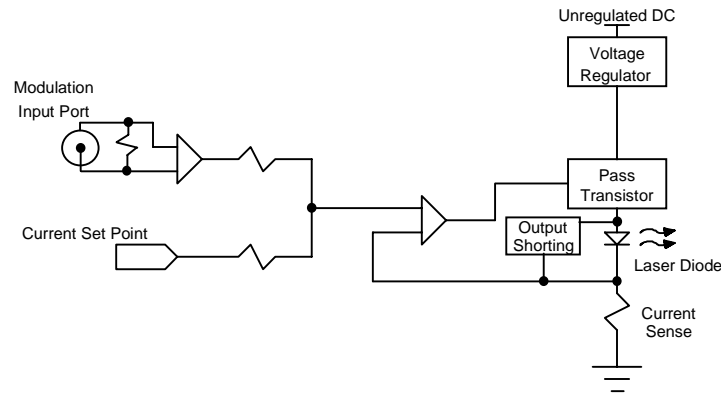 Unregulated DC
Voltage
Regulator
Modulation
Input Port
Pass
Transistor
Current Set Point
Output
Shorting
Laser Diode
Current
Sense